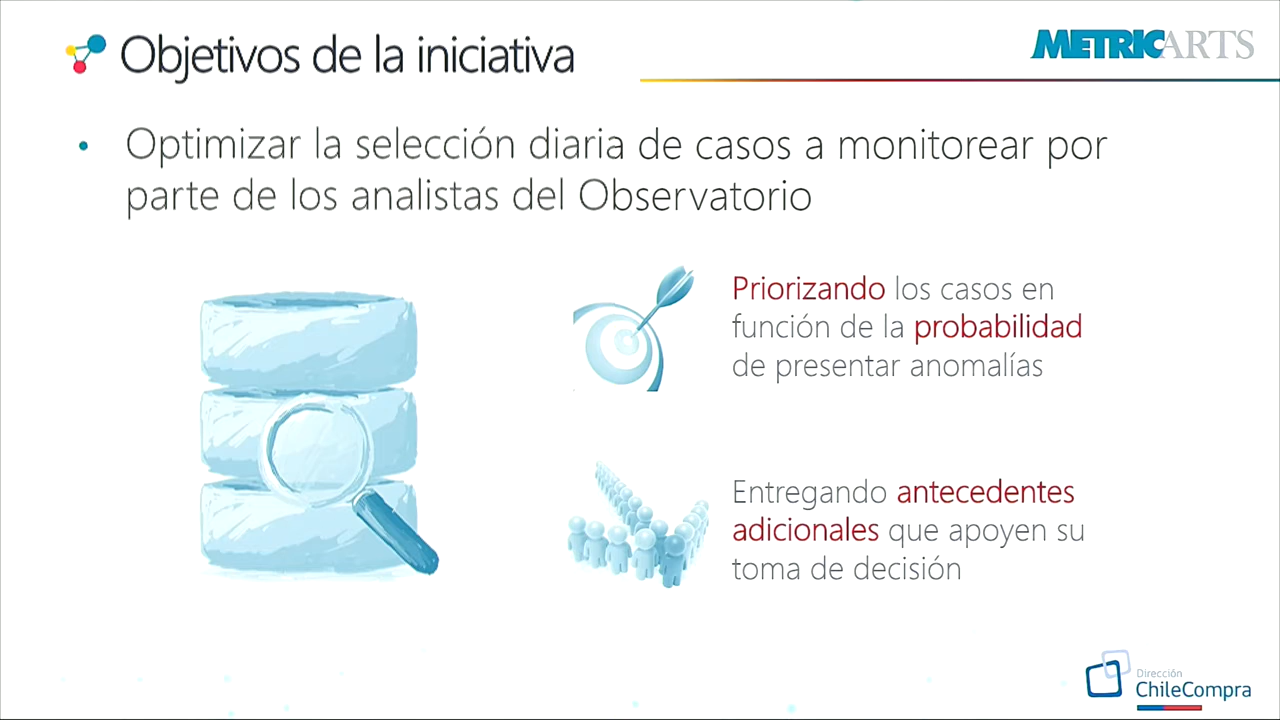 Objetivos de la iniciativa
METRICARTS
• Optimizar la selección diaria de casos a monitorear por
parte de los analistas del Observatorio
Priorizando los casos en
función de la probabilidad
de presentar anomalías
Entregando antecedentes
adicionales que apoyen su
toma de decisión
Dirección
ChileCompra